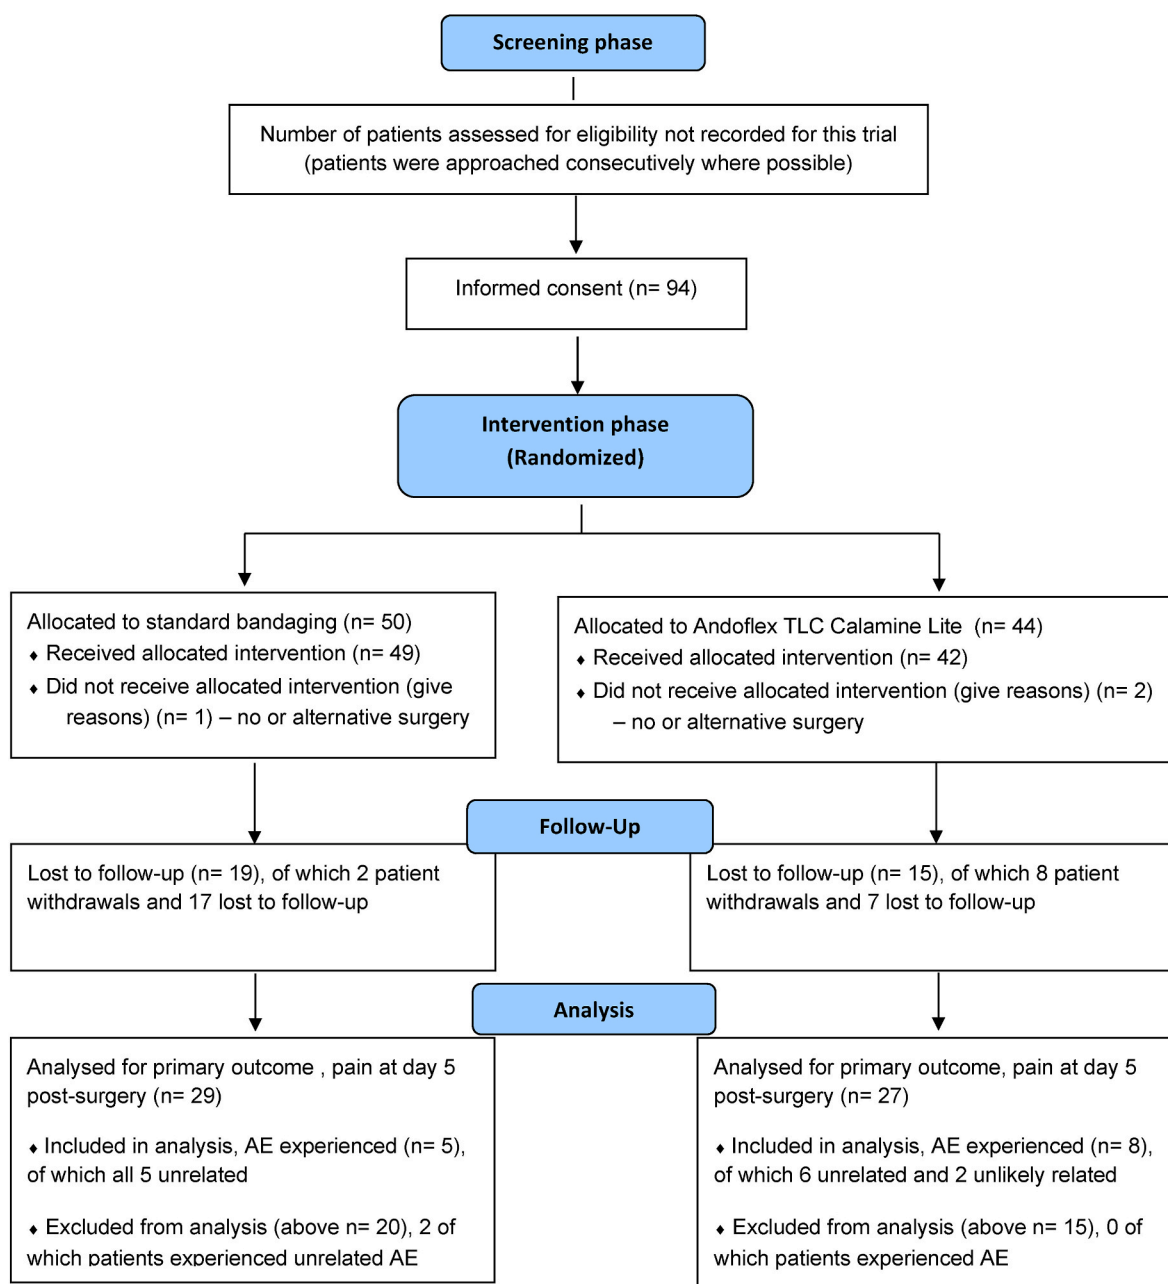 Screening phase
Number of patients assessed for eligibility not recorded for this trial
(patients were approached consecutively where possible)
Informed consent (n= 94)
Intervention phase
(Randomized)
Allocated to standard bandaging (n= 50)
♦ Received allocated intervention (n= 49)
♦ Did not receive allocated intervention (give
reasons) (n= 1) – no or alternative surgery
Allocated to Andoflex TLC Calamine Lite (n= 44)
♦ Received allocated intervention (n= 42)
♦ Did not receive allocated intervention (give reasons) (n= 2)
– no or alternative surgery
Follow-Up
Lost to follow-up (n= 19), of which 2 patient
withdrawals and 17 lost to follow-up
Lost to follow-up (n= 15), of which 8 patient
withdrawals and 7 lost to follow-up
Analysis
Analysed for primary outcome , pain at day 5
post-surgery (n= 29)
♦ Included in analysis, AE experienced (n= 5),
of which all 5 unrelated
♦ Excluded from analysis (above n= 20), 2 of
which patients experienced unrelated AE
Analysed for primary outcome, pain at day 5
post-surgery (n= 27)
♦ Included in analysis, AE experienced (n= 8),
of which 6 unrelated and 2 unlikely related
♦ Excluded from analysis (above n= 15), 0 of
which patients experienced AE